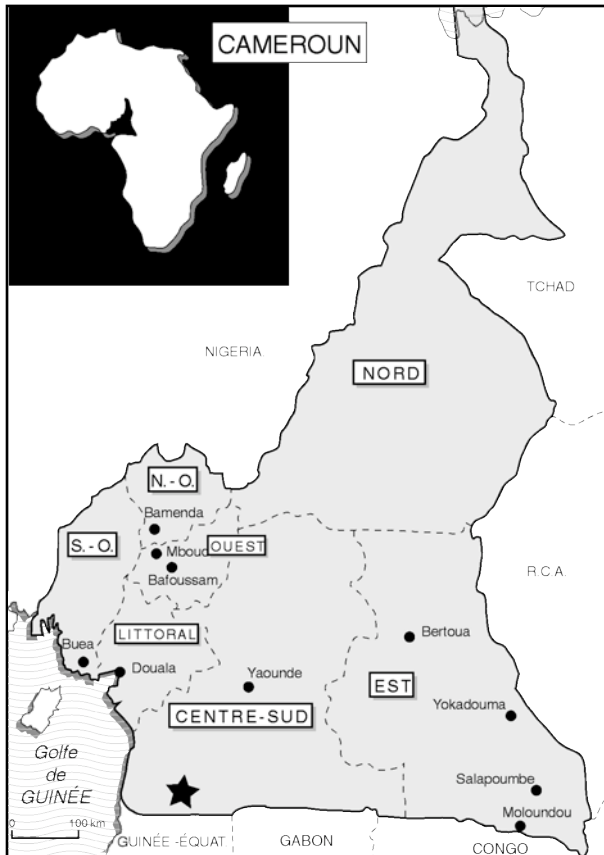 CAMEROUN
TCHAD
NIGERIA
NORD
N.-O.
Bamenda
S.-O.
Mboud
OUEST
Bafoussam
R.C.A.
LITTORAL
Bertoua
Buea
Douala
Yaounde
EST
CENTRE-SUD
Yokadouma
Golfe
de
GUINÉE
Salapoumbe
0 100 km
Moloundou
GUINÉE -ÉQUAT.
GABON
CONGO